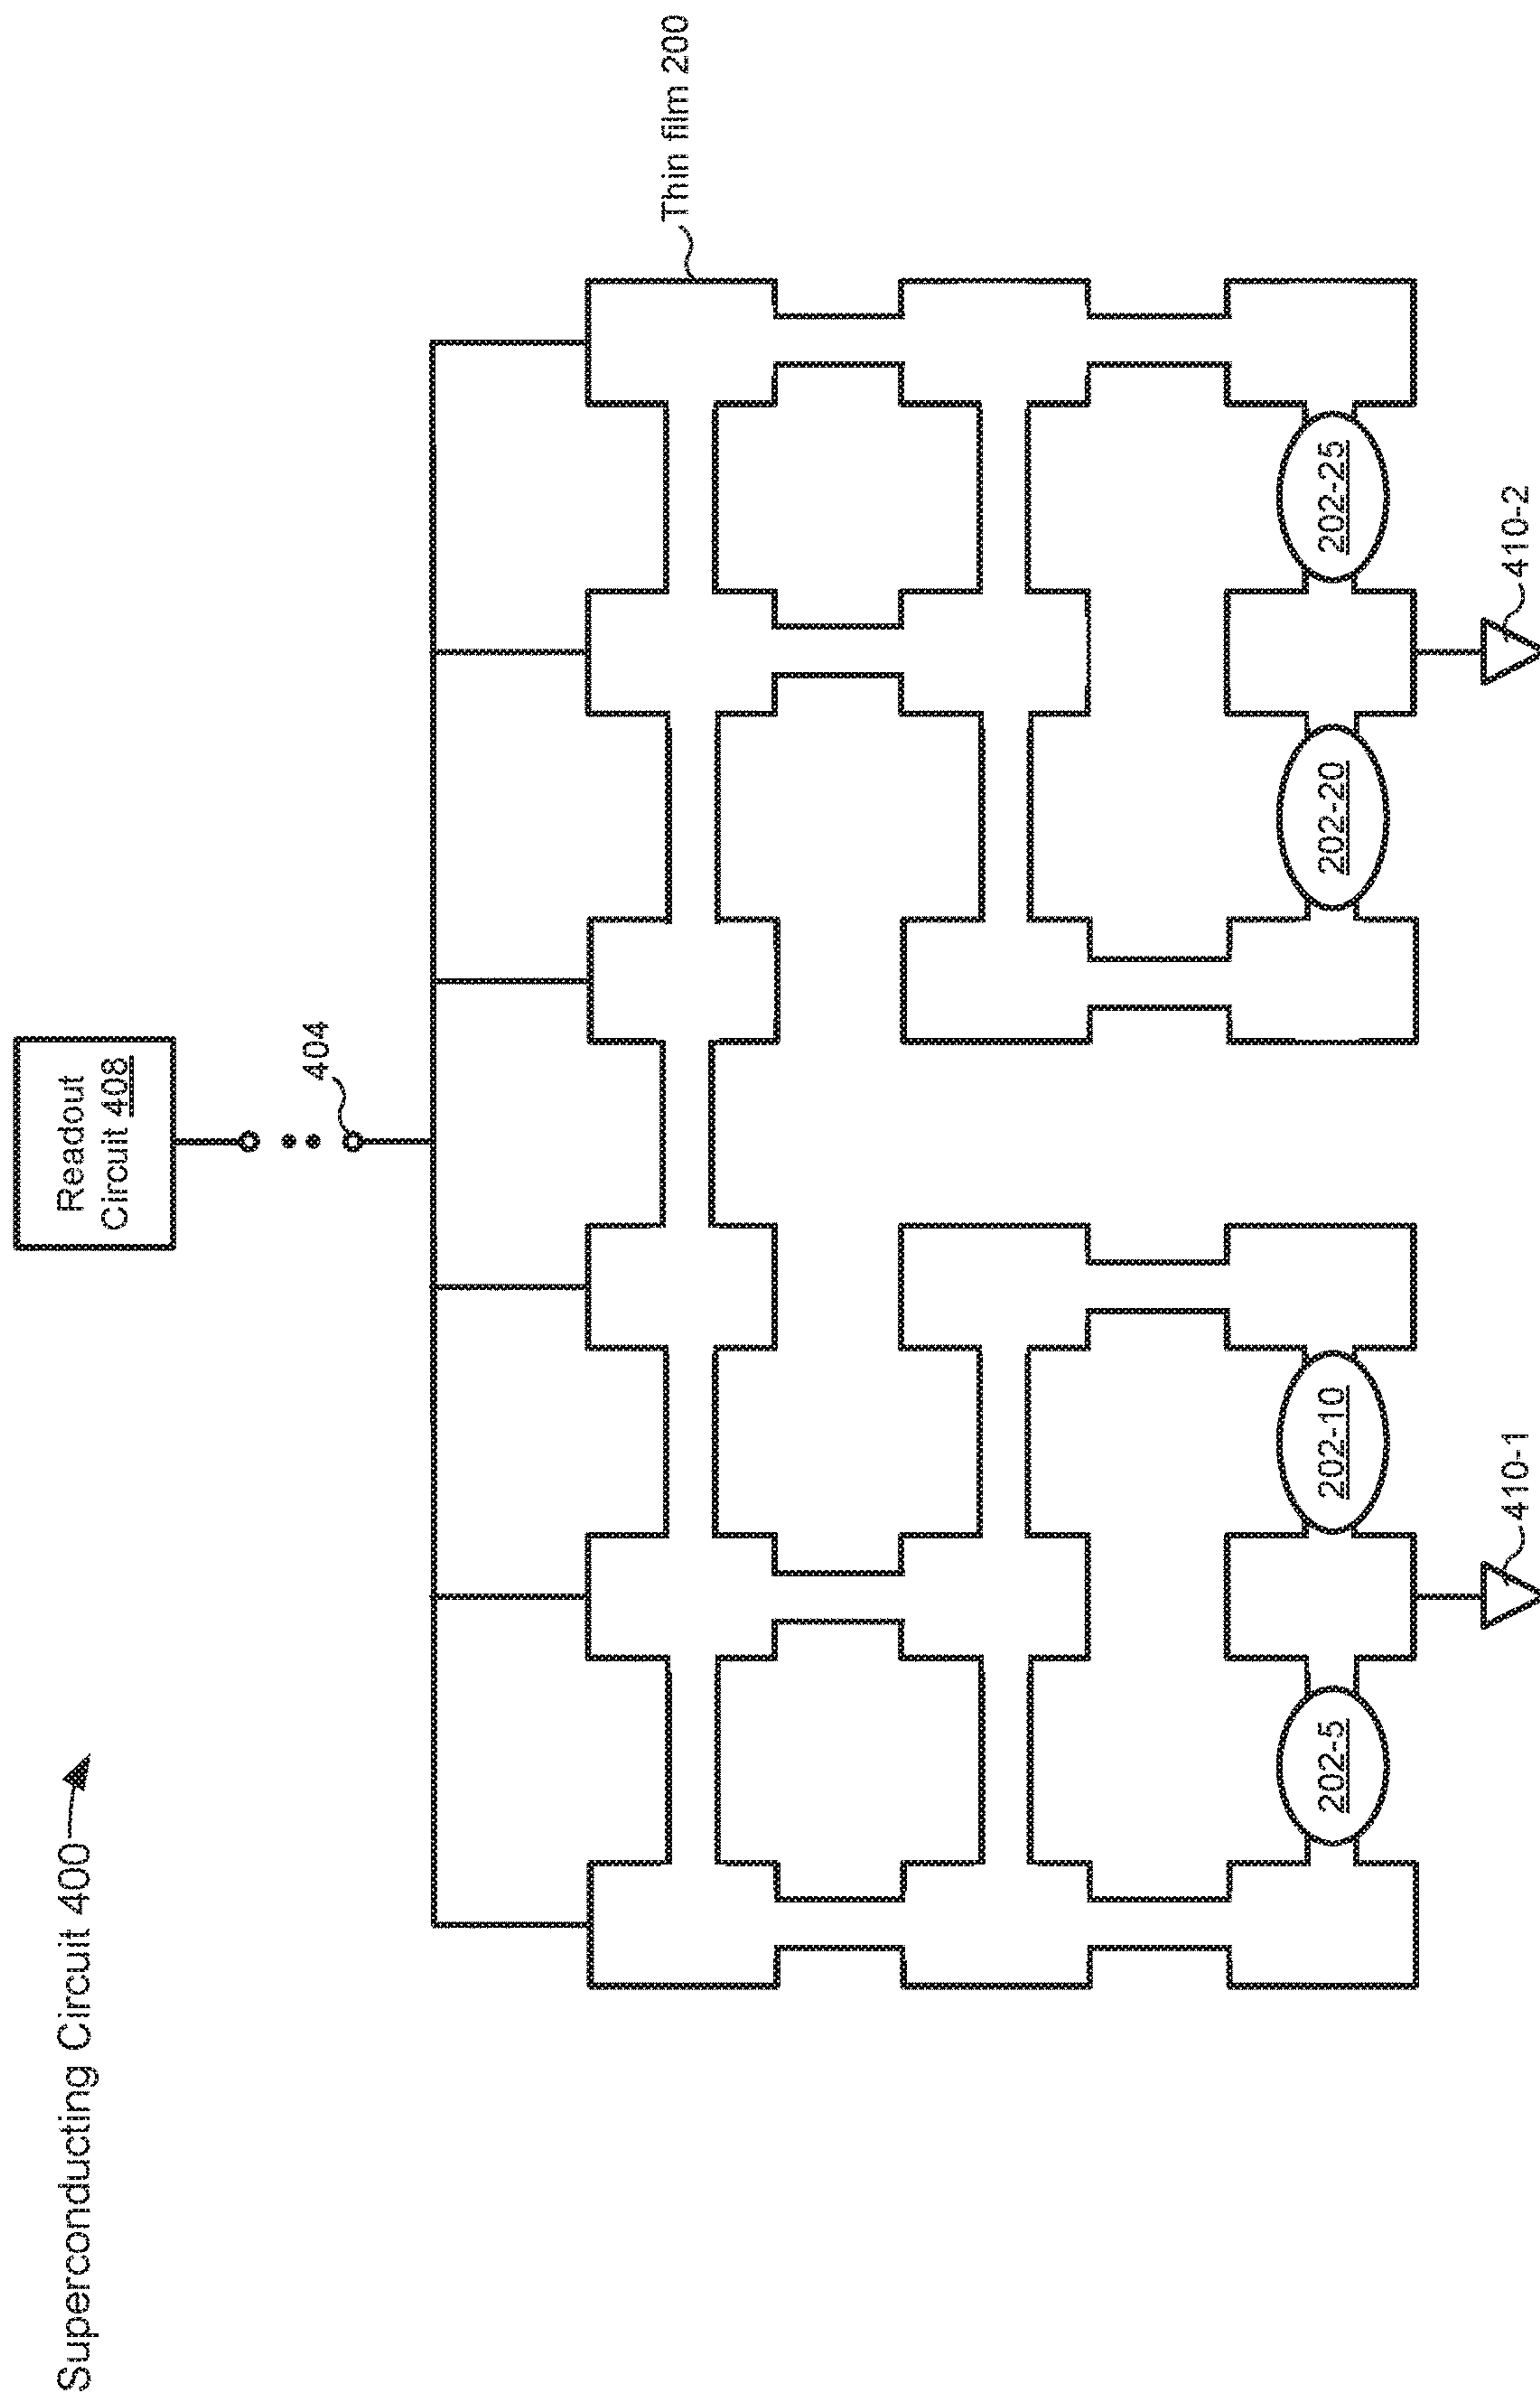 Superconducting Circuit 400
Readout
Circuit 408
404
Thin film 200
202-5
202-10
202-20
202-25
410-1
410-2